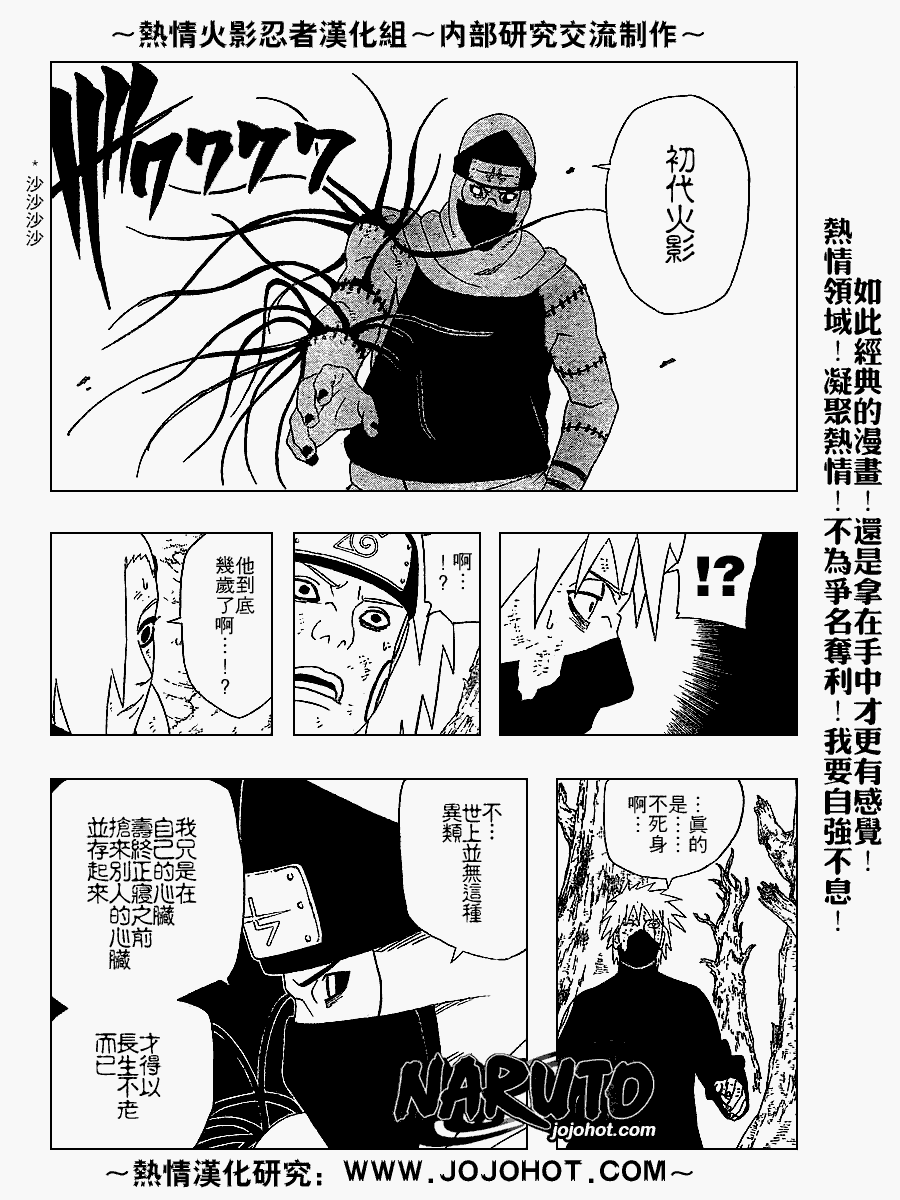 ～熱情火影忍者漢化組～內部研究交流制作～
初代火影
ククククク
*沙沙沙沙
!?
啊…
！?
他到底
幾歲了啊…！?
…眞的
是……
不死身
啊…
不…
世上並無這種
異類
我只是在
自己的心臟
壽終正寢之前
搶來別人的心臟
並存起來
才得以
長生不老
而已
NARUTO
jojohot.com
如此經典的漫畫！還是拿在手中才更有感覺！
熱情領域！凝聚熱情！不為爭名奪利！我要自強不息！
～熱情漢化研究：WWW.JOJOHOT.COM～